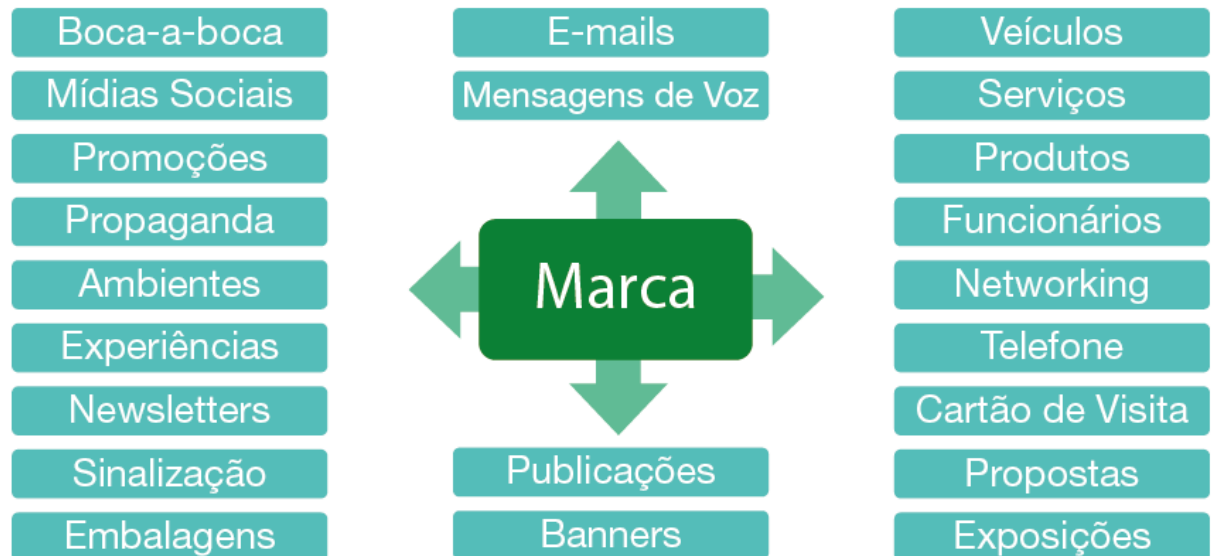 Boca-a-boca
Mídias Sociais
Promoções
Propaganda
Ambientes
Experiências
Newsletters
Sinalização
Embalagens
E-mails
Mensagens de Voz
Marca
Publicações
Banners
Veículos
Serviços
Produtos
Funcionários
Networking
Telefone
Cartão de Visita
Propostas
Exposições